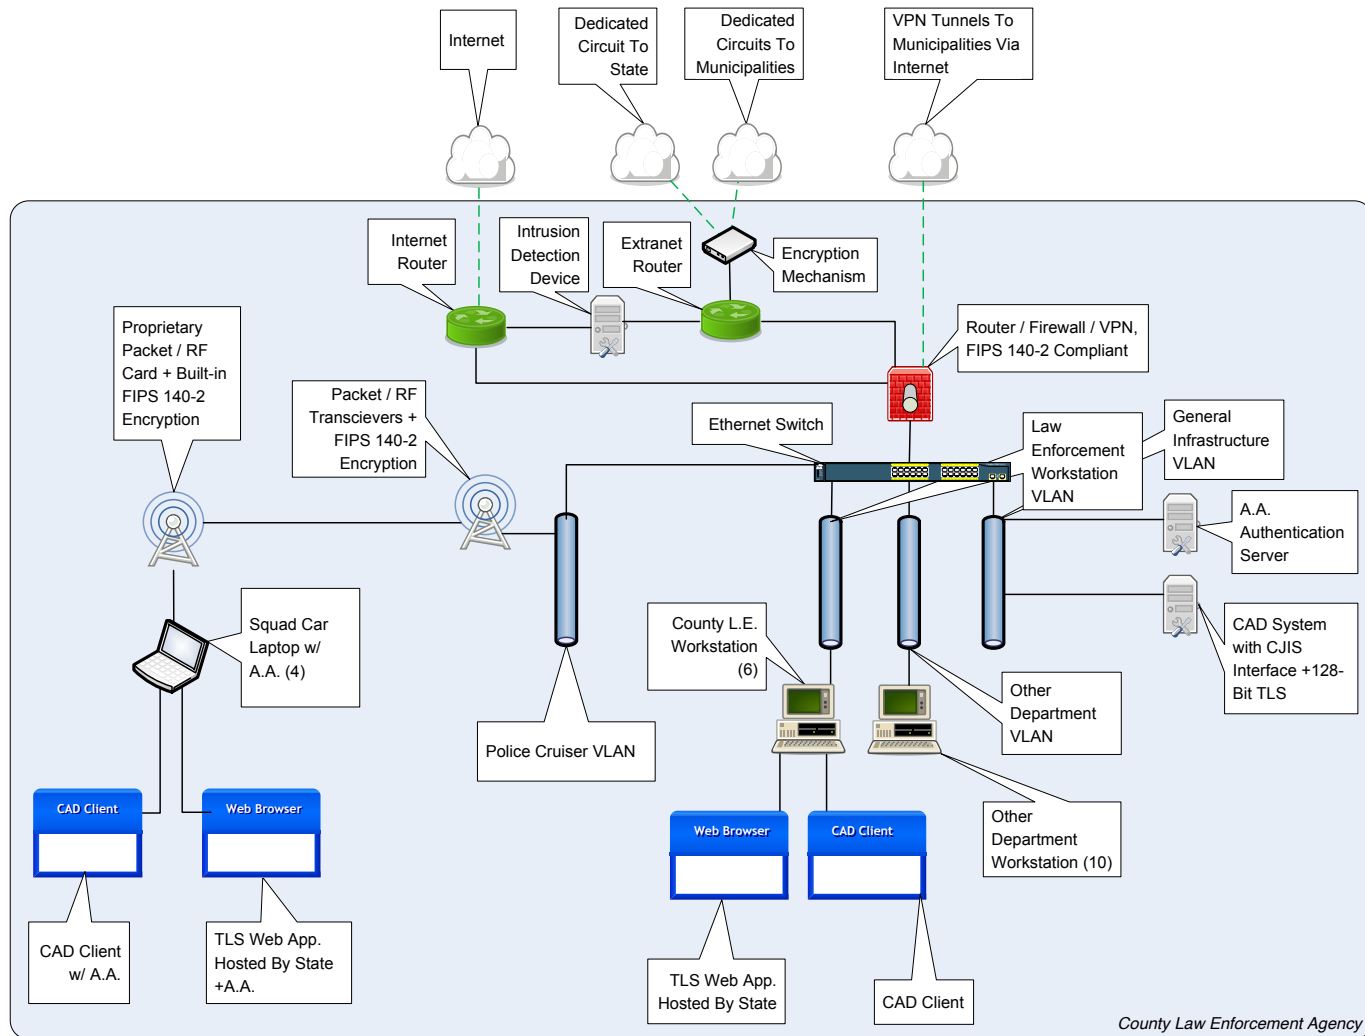 Internet
Dedicated
Circuit To
State
Dedicated
Circuits To
Municipalities
VPN Tunnels To
Municipalities Via
Internet
Internet
Router
Intrusion
Detection
Device
Extranet
Router
Encryption
Mechanism
Proprietary
Packet / RF
Card + Built-in
FIPS 140-2
Encryption
Packet / RF
Transcievers +
FIPS 140-2
Encryption
Router / Firewall / VPN,
FIPS 140-2 Compliant
Ethernet Switch
Law
Enforcement
Workstation
VLAN
General
Infrastructure
VLAN
A.A.
Authentication
Server
Squad Car
Laptop w/
A.A. (4)
County L.E.
Workstation
(6)
CAD System
with CJIS
Interface +128-
Bit TLS
Police Cruiser VLAN
Other
Department
VLAN
CAD Client
Web Browser
Web Browser
CAD Client
Other
Department
Workstation (10)
CAD Client
w/ A.A.
TLS Web App.
Hosted By State
+A.A.
TLS Web App.
Hosted By State
CAD Client
County Law Enforcement Agency